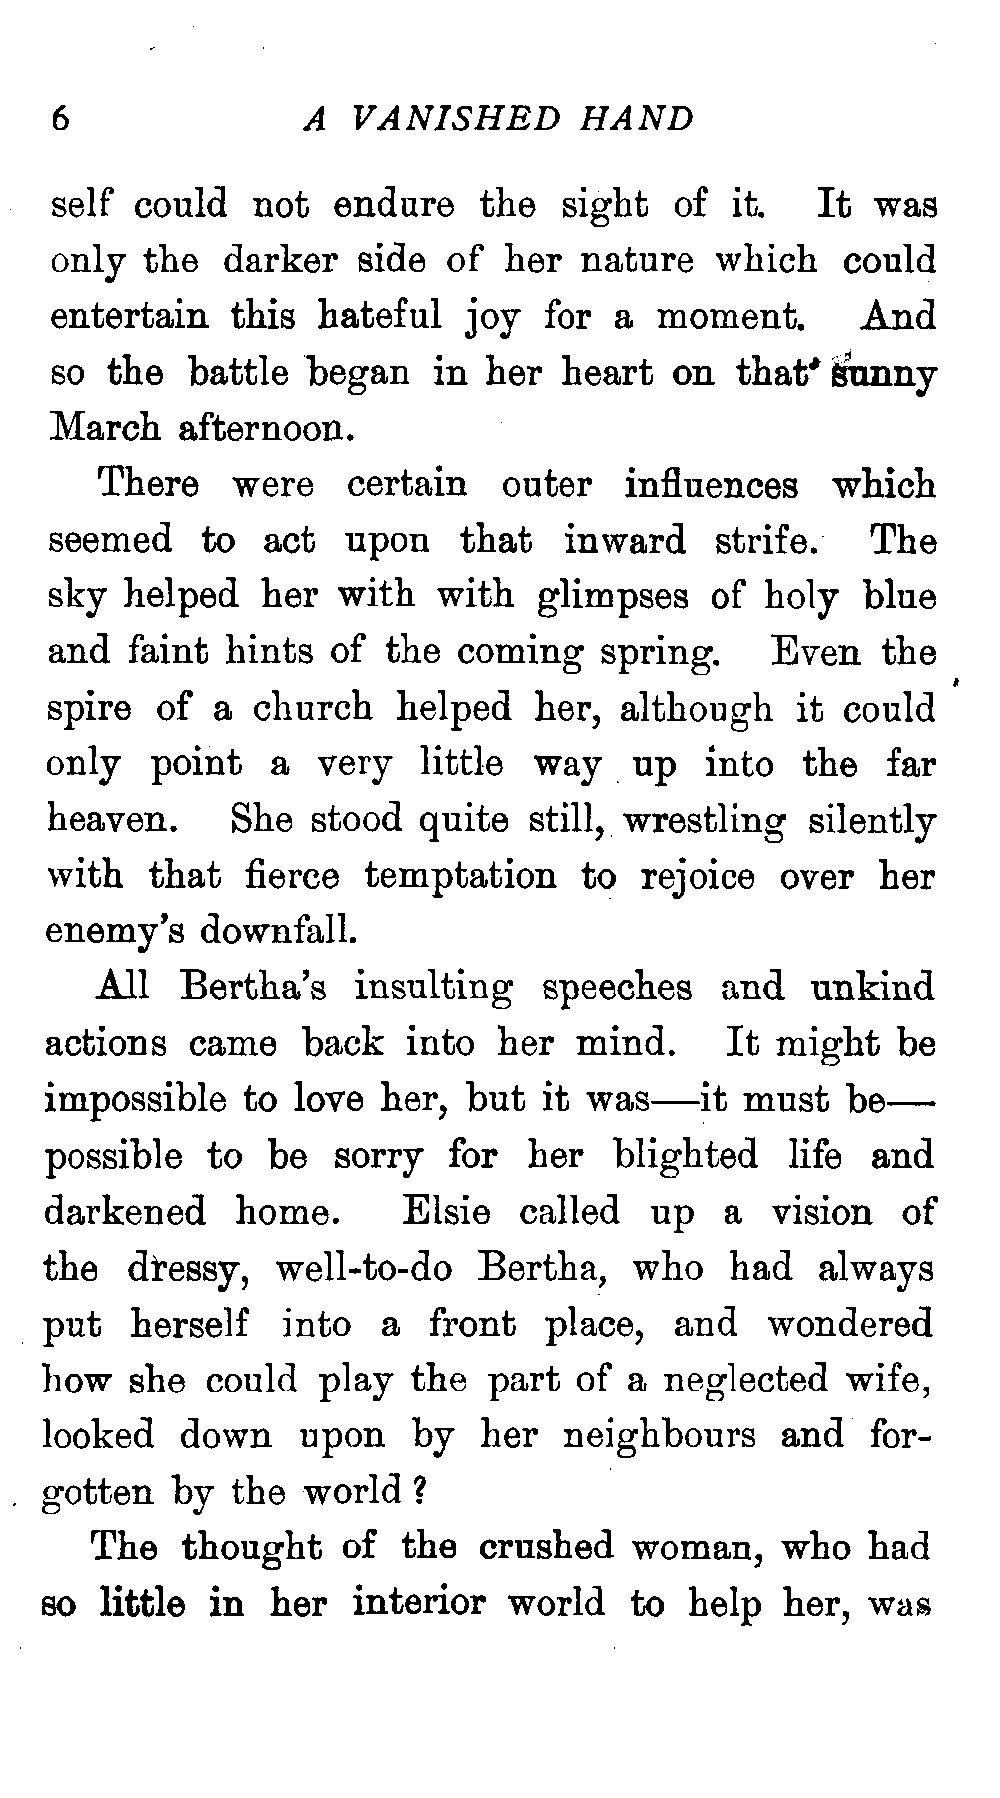 6 A VANISHED HAND
self could not endure the sight of it. It was
only the darker side of her nature which could
entertain this hateful joy for a moment. And
so the battle began in her heart on that sunny
March afternoon.
There were certain outer influences which
seemed to act upon that inward strife. The
sky helped her with with glimpses of holy blue
and faint hints of the coming spring. Even the
spire of a church helped her, although it could
only point a very little way up into the far
heaven. She stood quite still, wrestling silently
with that fierce temptation to rejoice over her
enemy's downfall.
All Bertha's insulting speeches and unkind
actions came back into her mind. It might be
impossible to love her, but it was—it must be—
possible to be sorry for her blighted life and
darkened home. Elsie called up a vision of
the dressy, well-to-do Bertha, who had always
put herself into a front place, and wondered
how she could play the part of a neglected wife,
looked down upon by her neighbours and for-
gotten by the world?
The thought of the crushed woman, who had
so little in her interior world to help her, was